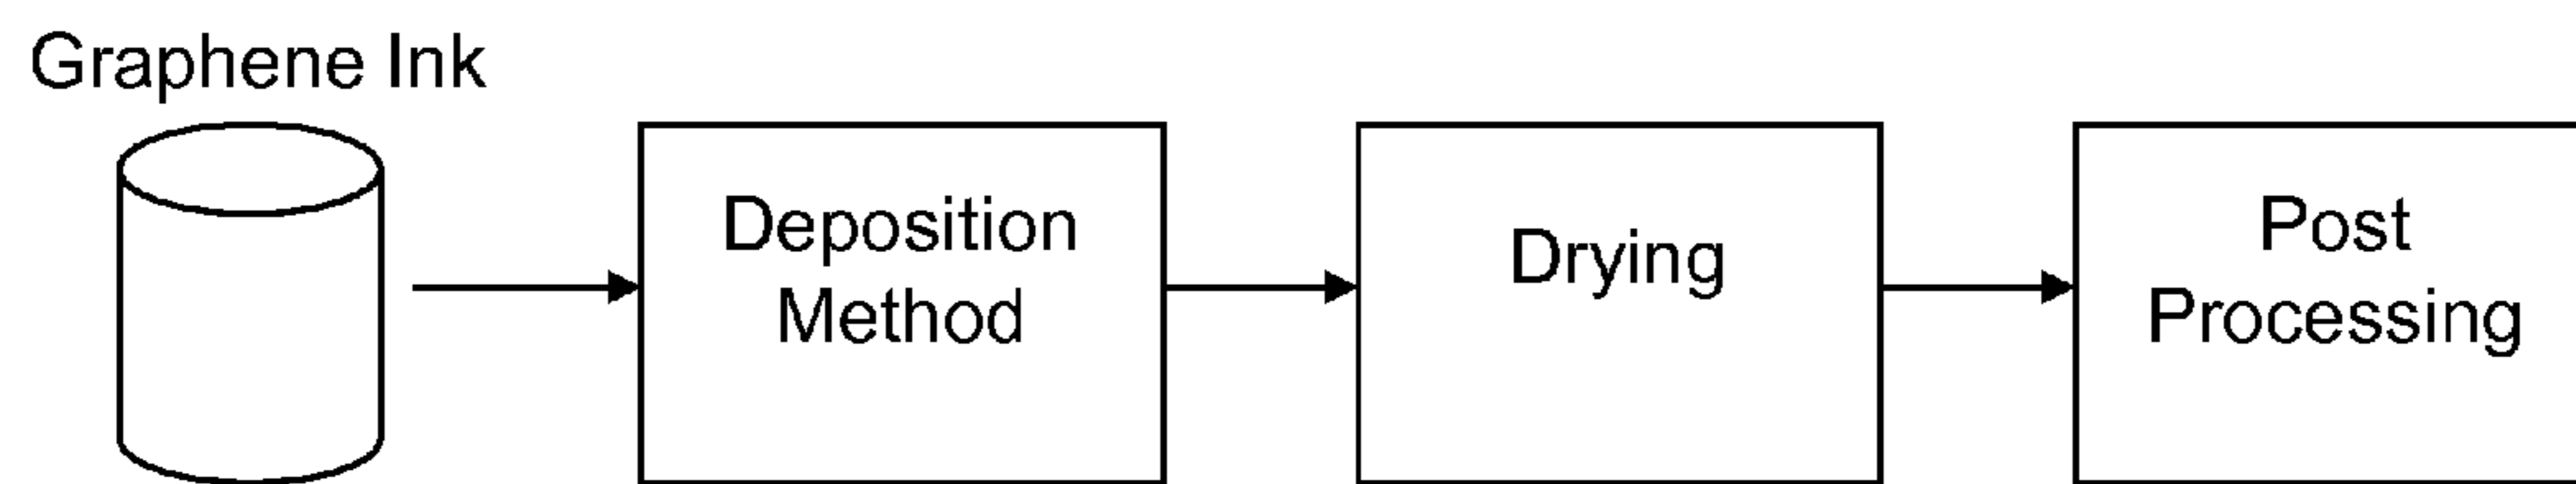 Graphene Ink
Deposition
Method
Drying
Post
Processing